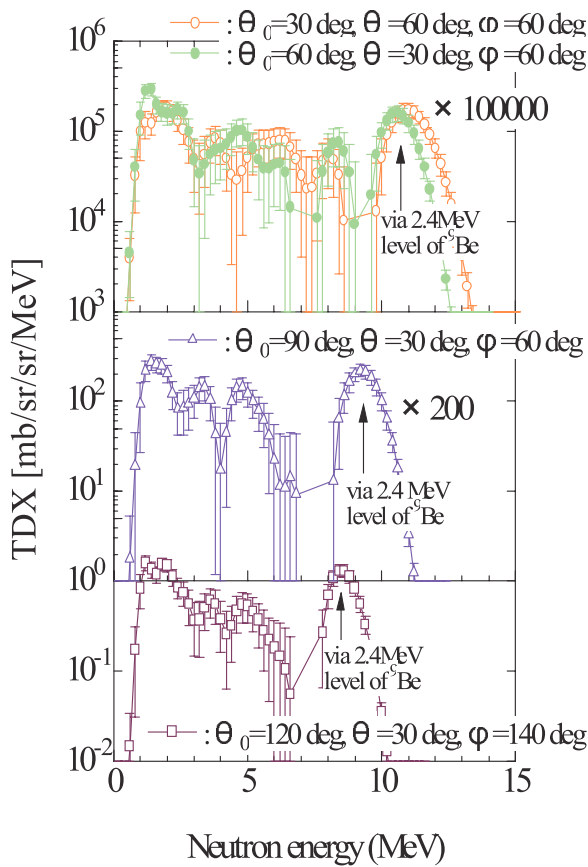 : θ0=30 deg, θ=60 deg, φ=60 deg
: θ0=60 deg, θ=30 deg, φ=60 deg
10^6
× 100000
10^5
10^4
via 2.4MeV
level of 9Be
10^3
: θ0=90 deg, θ=30 deg, φ=60 deg
TDX [mb/sr/sr/MeV]
10^2
× 200
10^1
via 2.4 MeV
level of 9Be
10^0
via 2.4MeV
level of 9Be
10^-1
: θ0=120 deg, θ=30 deg, φ=140 deg
10^-2
0 5 10 15
Neutron energy (MeV)